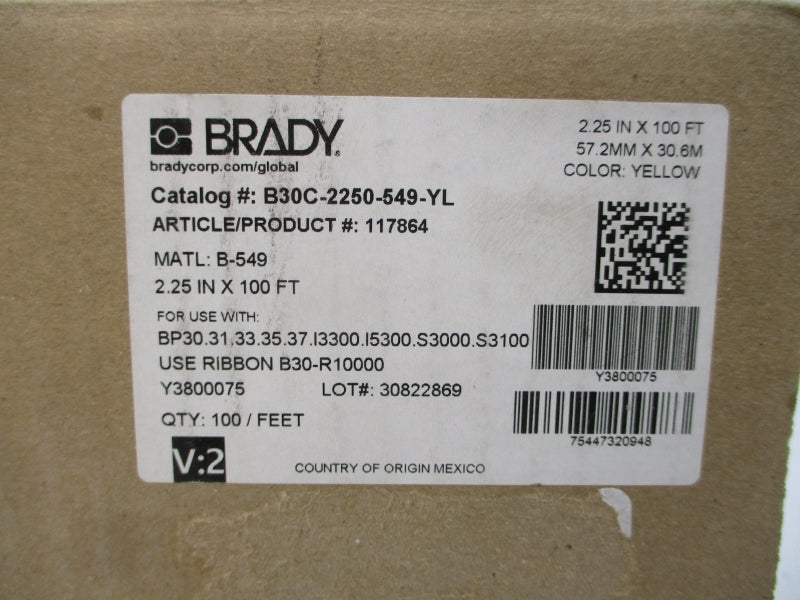 BRADY.
bradycorp.com/global
2.25 IN X 100 FT
57.2MM X 30.6M
COLOR: YELLOW
Catalog #: B30C-2250-549-YL
ARTICLE/PRODUCT #: 117864
MATL: B-549
2.25 IN X 100 FT
FOR USE WITH:
BP30.31.33.35.37.I3300.I5300.S3000.S3100
USE RIBBON B30-R10000
Y3800075 LOT#: 30822869
Y3800075
QTY: 100 / FEET
75447320948
V:2
COUNTRY OF ORIGIN MEXICO